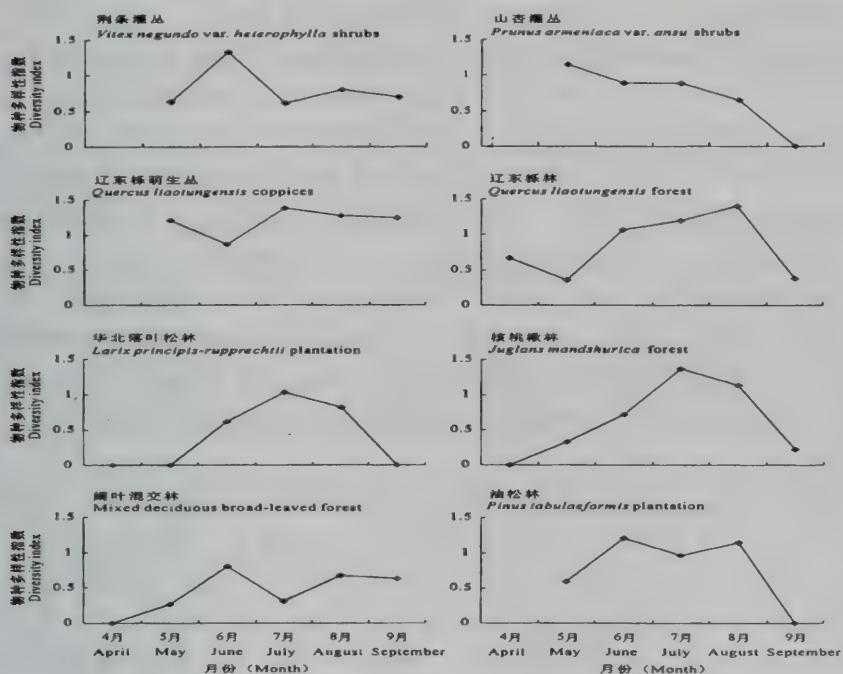 荆条灌丛
Vitex negundo var. heterophylla shrubs
物种多样性指数
Diversity index
1.5
1
0.5
0
山杏灌丛
Prunus armeniaca var. ansu shrubs
1.5
1
0.5
0
辽东栎萌生丛
Quercus liaotungensis coppices
物种多样性指数
Diversity index
1.5
1
0.5
0
辽东栎林
Quercus liaotungensis forest
1.5
1
0.5
0
华北落叶松林
Larix principis-rupprechtii plantation
物种多样性指数
Diversity index
1.5
1
0.5
0
核桃楸林
Juglans mandshurica forest
1.5
1
0.5
0
阔叶混交林
Mixed deciduous broad-leaved forest
物种多样性指数
Diversity index
1.5
1
0.5
0
4月 5月 6月 7月 8月 9月
April May June July August September
月份 (Month)
油松林
Pinus tabulaeformis plantation
1.5
1
0.5
0
4月 5月 6月 7月 8月 9月
April May June July August September
月份 (Month)